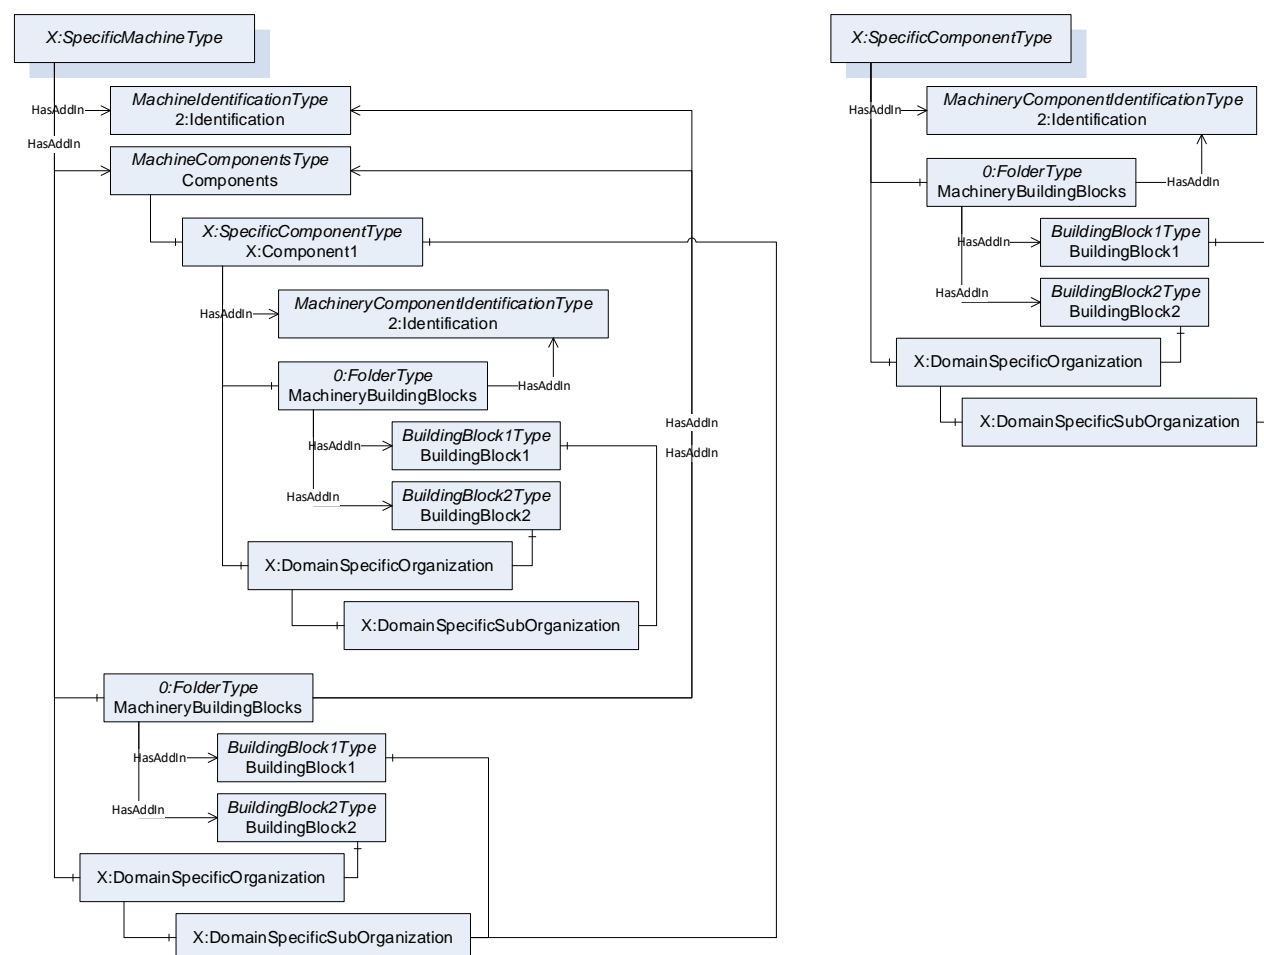 X:SpecificMachineType
HasAddIn
MachineIdentificationType
2:Identification
HasAddIn
MachineComponentsType
Components
X:SpecificComponentType
X:Component1
HasAddIn
MachineryComponentIdentificationType
2:Identification
0:FolderType
MachineryBuildingBlocks
HasAddIn
HasAddIn
BuildingBlock1Type
BuildingBlock1
HasAddIn
BuildingBlock2Type
BuildingBlock2
X:DomainSpecificOrganization
X:DomainSpecificSubOrganization
HasAddIn
HasAddIn
0:FolderType
MachineryBuildingBlocks
HasAddIn
BuildingBlock1Type
BuildingBlock1
HasAddIn
BuildingBlock2Type
BuildingBlock2
X:DomainSpecificOrganization
X:DomainSpecificSubOrganization
X:SpecificComponentType
HasAddIn
MachineryComponentIdentificationType
2:Identification
0:FolderType
MachineryBuildingBlocks
HasAddIn
HasAddIn
BuildingBlock1Type
BuildingBlock1
HasAddIn
BuildingBlock2Type
BuildingBlock2
X:DomainSpecificOrganization
X:DomainSpecificSubOrganization